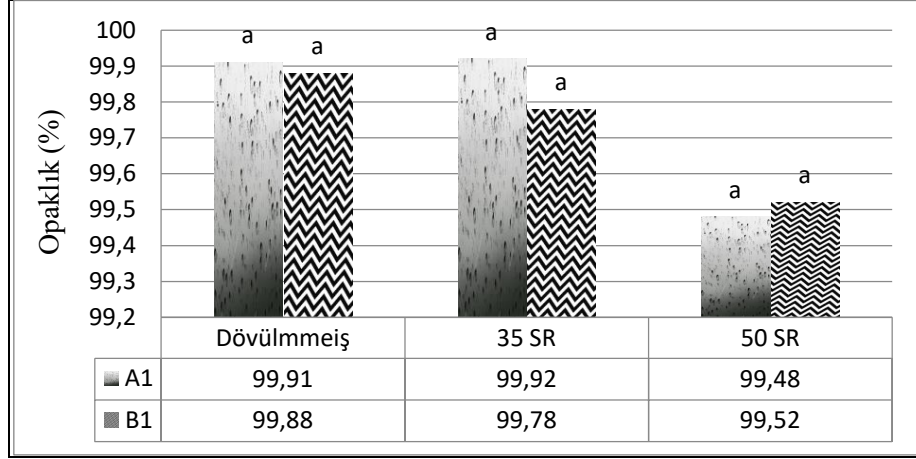 Opaklık (%)
100
99,9
99,8
99,7
99,6
99,5
99,4
99,3
99,2
a a a a a a
Dövülmmeiş 35 SR 50 SR
A1 99,91 99,92 99,48
B1 99,88 99,78 99,52